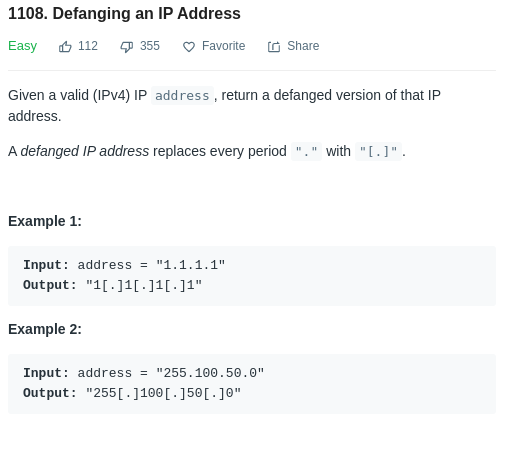 1108. Defanging an IP Address
Easy 112 355 Favorite Share
Given a valid (IPv4) IP address, return a defanged version of that IP
address.
A defanged IP address replaces every period "." with "[.]".
Example 1:
Input: address = "1.1.1.1"
Output: "1[.]1[.]1[.]1"
Example 2:
Input: address = "255.100.50.0"
Output: "255[.]100[.]50[.]0"